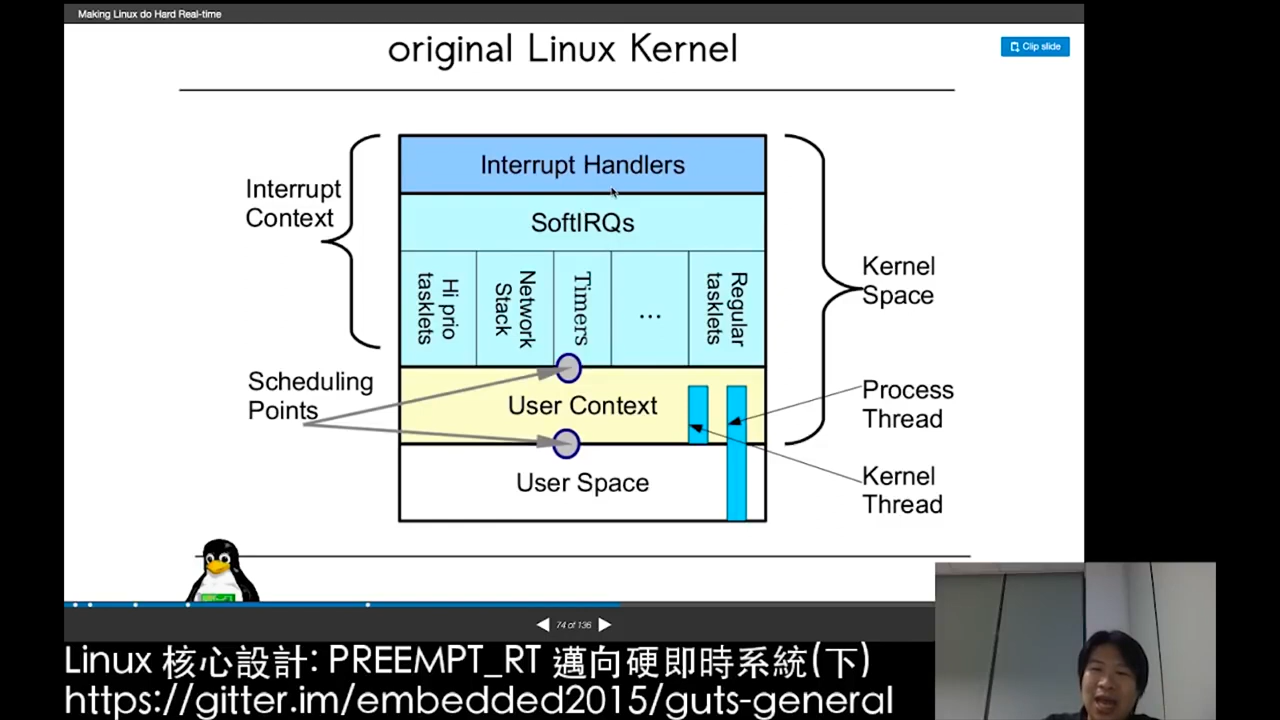 Making Linux do Hard Real-time
original Linux Kernel
Clip slide
Interrupt Handlers
Interrupt
Context
SoftIRQs
Hi prio
tasklets
Network
Stack
Timers
...
Regular
tasklets
Kernel
Space
Scheduling
Points
User Context
Process
Thread
User Space
Kernel
Thread
74 of 136
Linux 核心設計: PREEMPT_RT 邁向硬即時系統(下)
https://gitter.im/embedded2015/guts-general